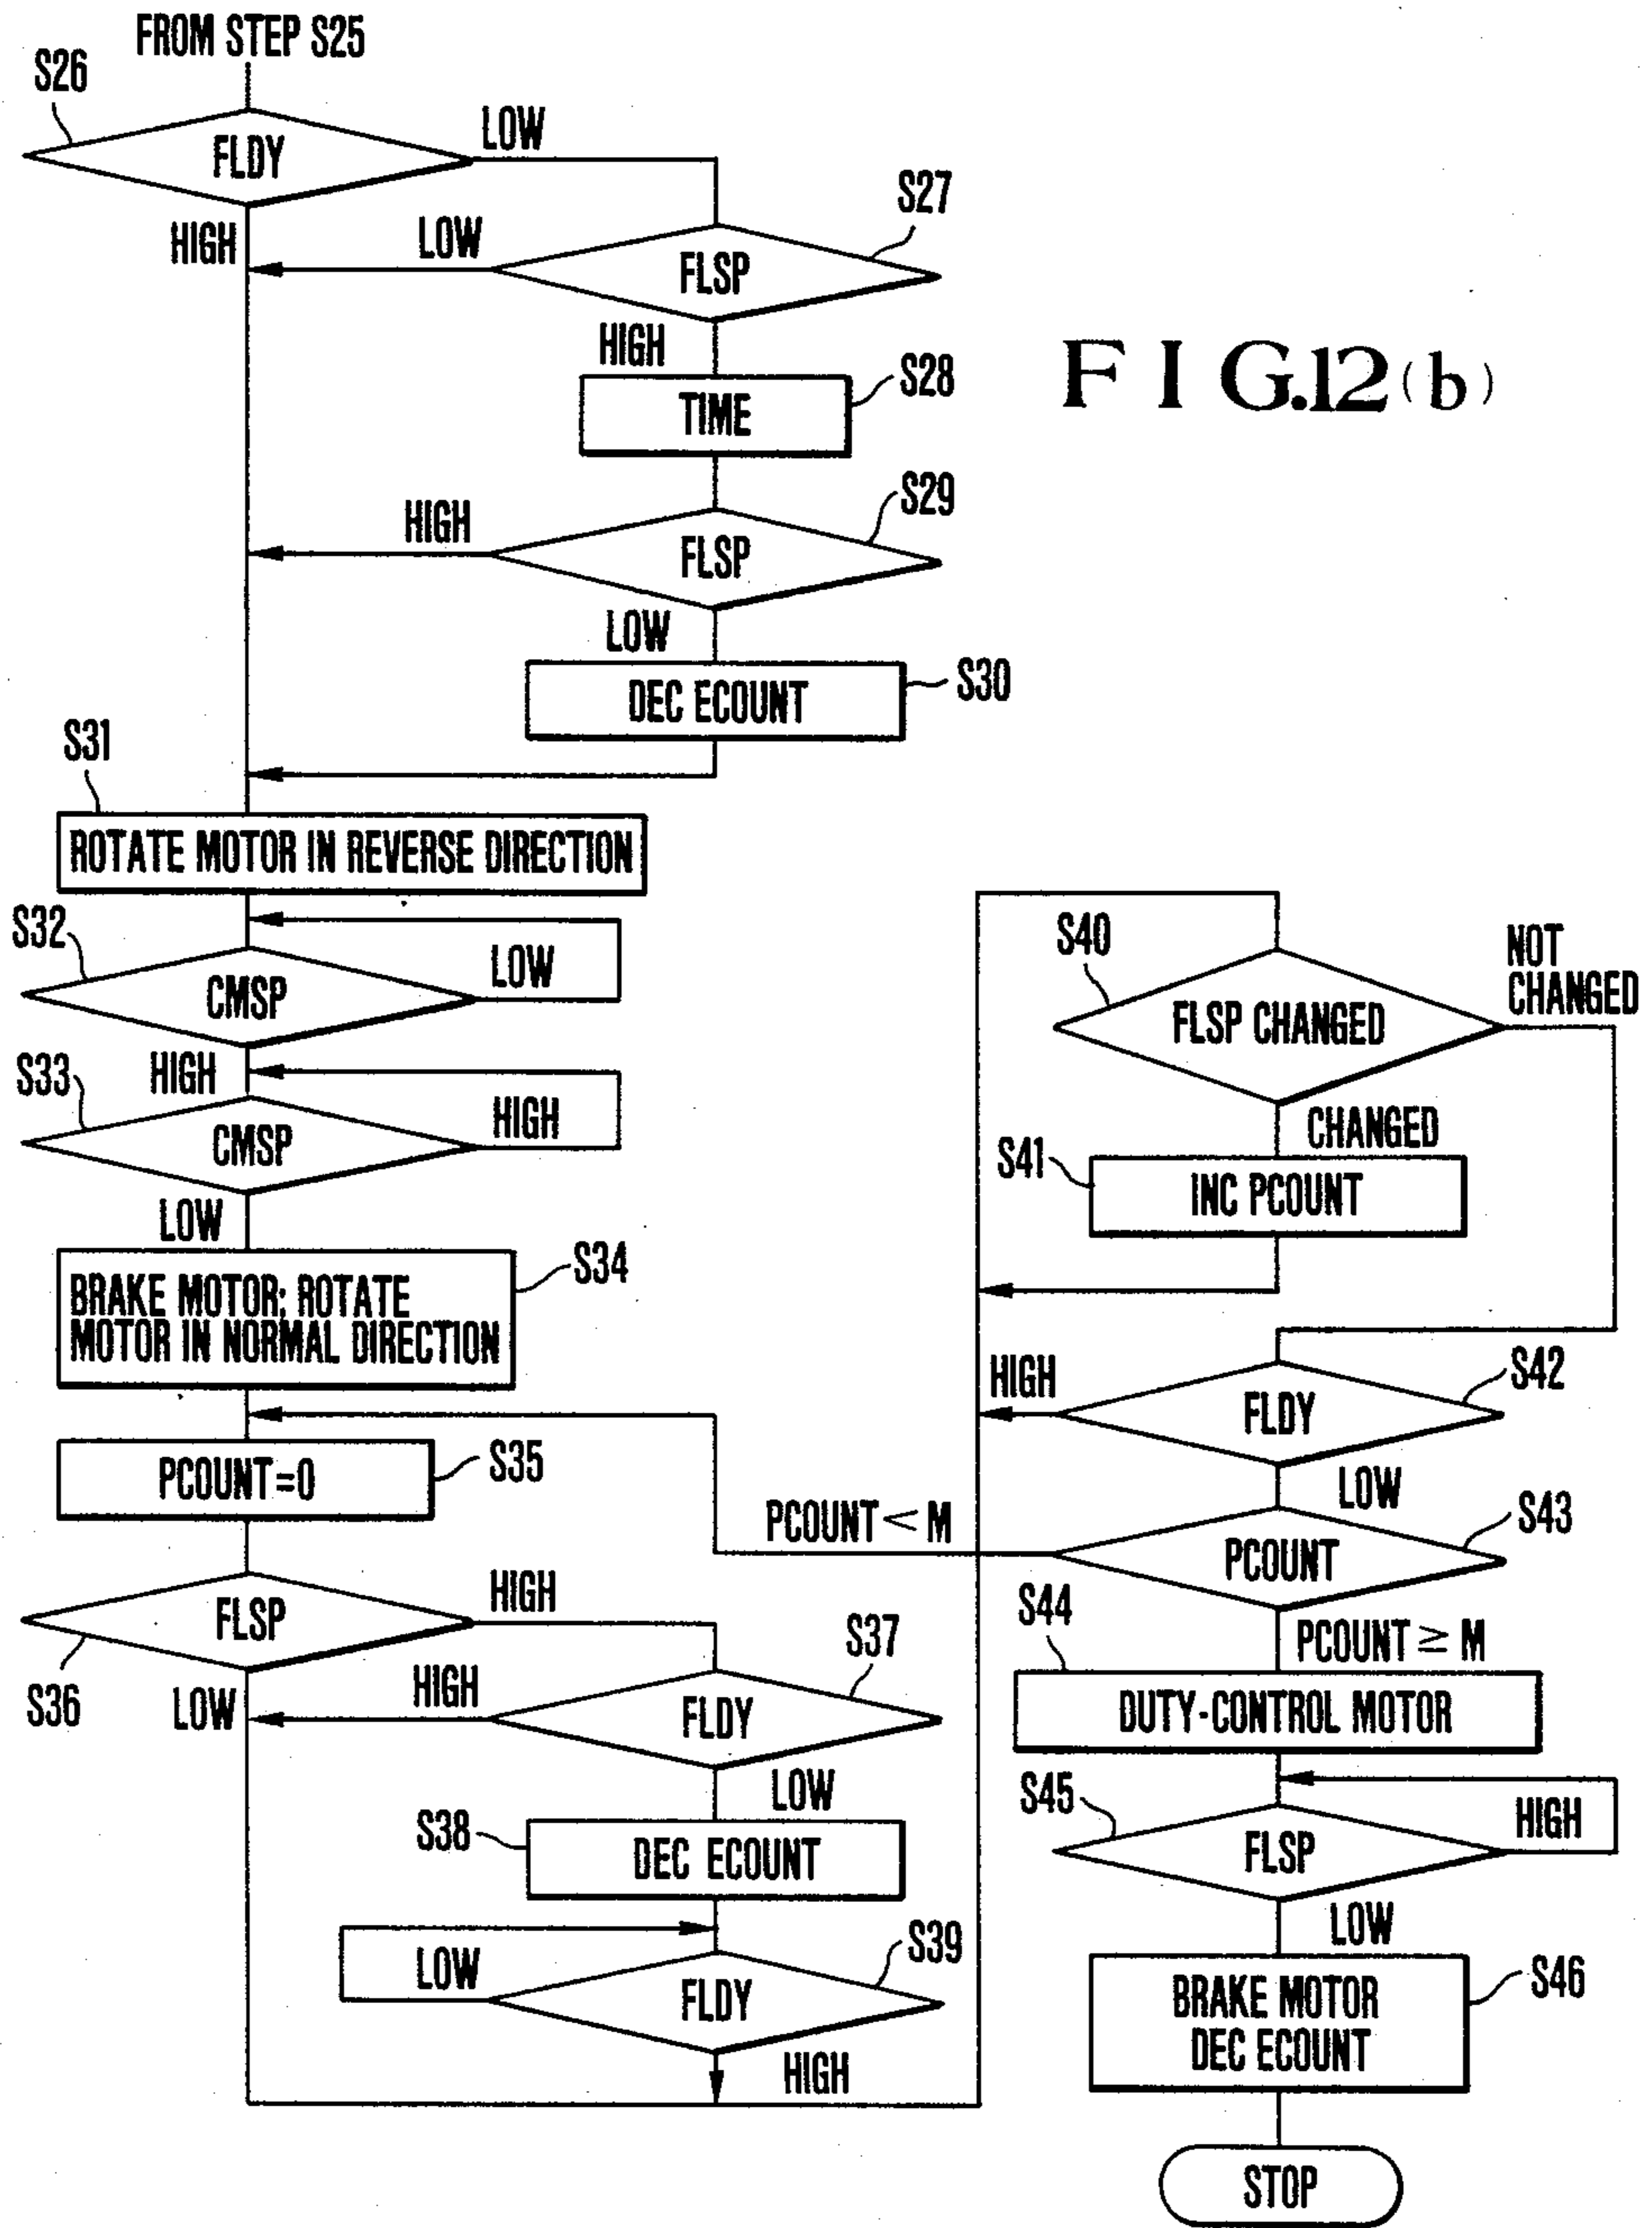 FROM STEP S25
S26
FLDY
LOW
HIGH
S27
LOW
FLSP
HIGH
S28
TIME
FIG.12(b)
S29
HIGH
FLSP
LOW
S30
DEC ECOUNT
S31
ROTATE MOTOR IN REVERSE DIRECTION
S32
CMSP
LOW
HIGH
S33
CMSP
HIGH
LOW
S34
BRAKE MOTOR; ROTATE
MOTOR IN NORMAL DIRECTION
S35
PCOUNT=0
S36
FLSP
HIGH
LOW
S37
HIGH
FLDY
LOW
S38
DEC ECOUNT
S39
LOW
FLDY
HIGH
S40
FLSP CHANGED
NOT
CHANGED
CHANGED
S41
INC PCOUNT
S42
HIGH
FLDY
LOW
S43
PCOUNT < M
PCOUNT
S44
PCOUNT ≥ M
DUTY-CONTROL MOTOR
S45
HIGH
FLSP
LOW
S46
BRAKE MOTOR
DEC ECOUNT
STOP